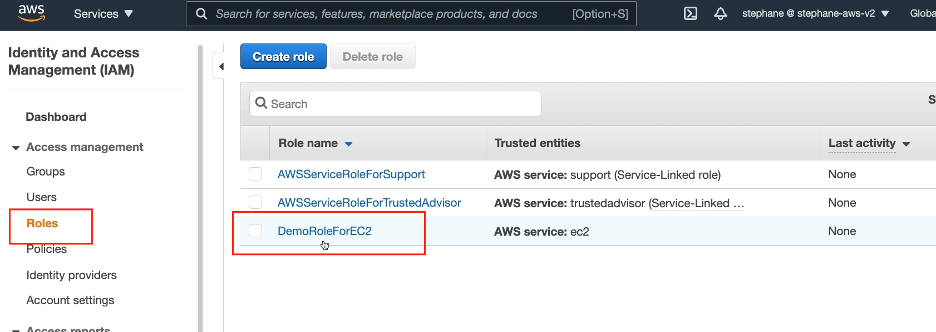 aws Services ▼ Search for services, features, marketplace products, and docs [Option+S] stephane @ stephane-aws-v2 ▼ Globa
Identity and Access
Management (IAM)
Dashboard
Access management
Groups
Users
Roles
Policies
Identity providers
Account settings
Access reports
Create role Delete role
Search S
Role name Trusted entities Last activity
AWSServiceRoleForSupport AWS service: support (Service-Linked role) None
AWSServiceRoleForTrustedAdvisor AWS service: trustedadvisor (Service-Linked … None
DemoRoleForEC2 AWS service: ec2 None